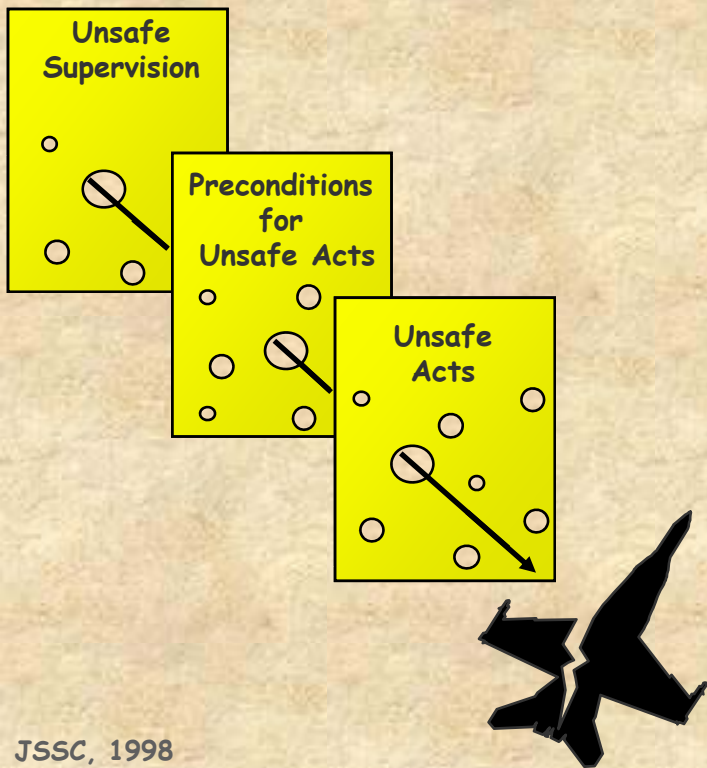 Unsafe
Supervision
Preconditions
for
Unsafe Acts
Unsafe
Acts
JSSC, 1998